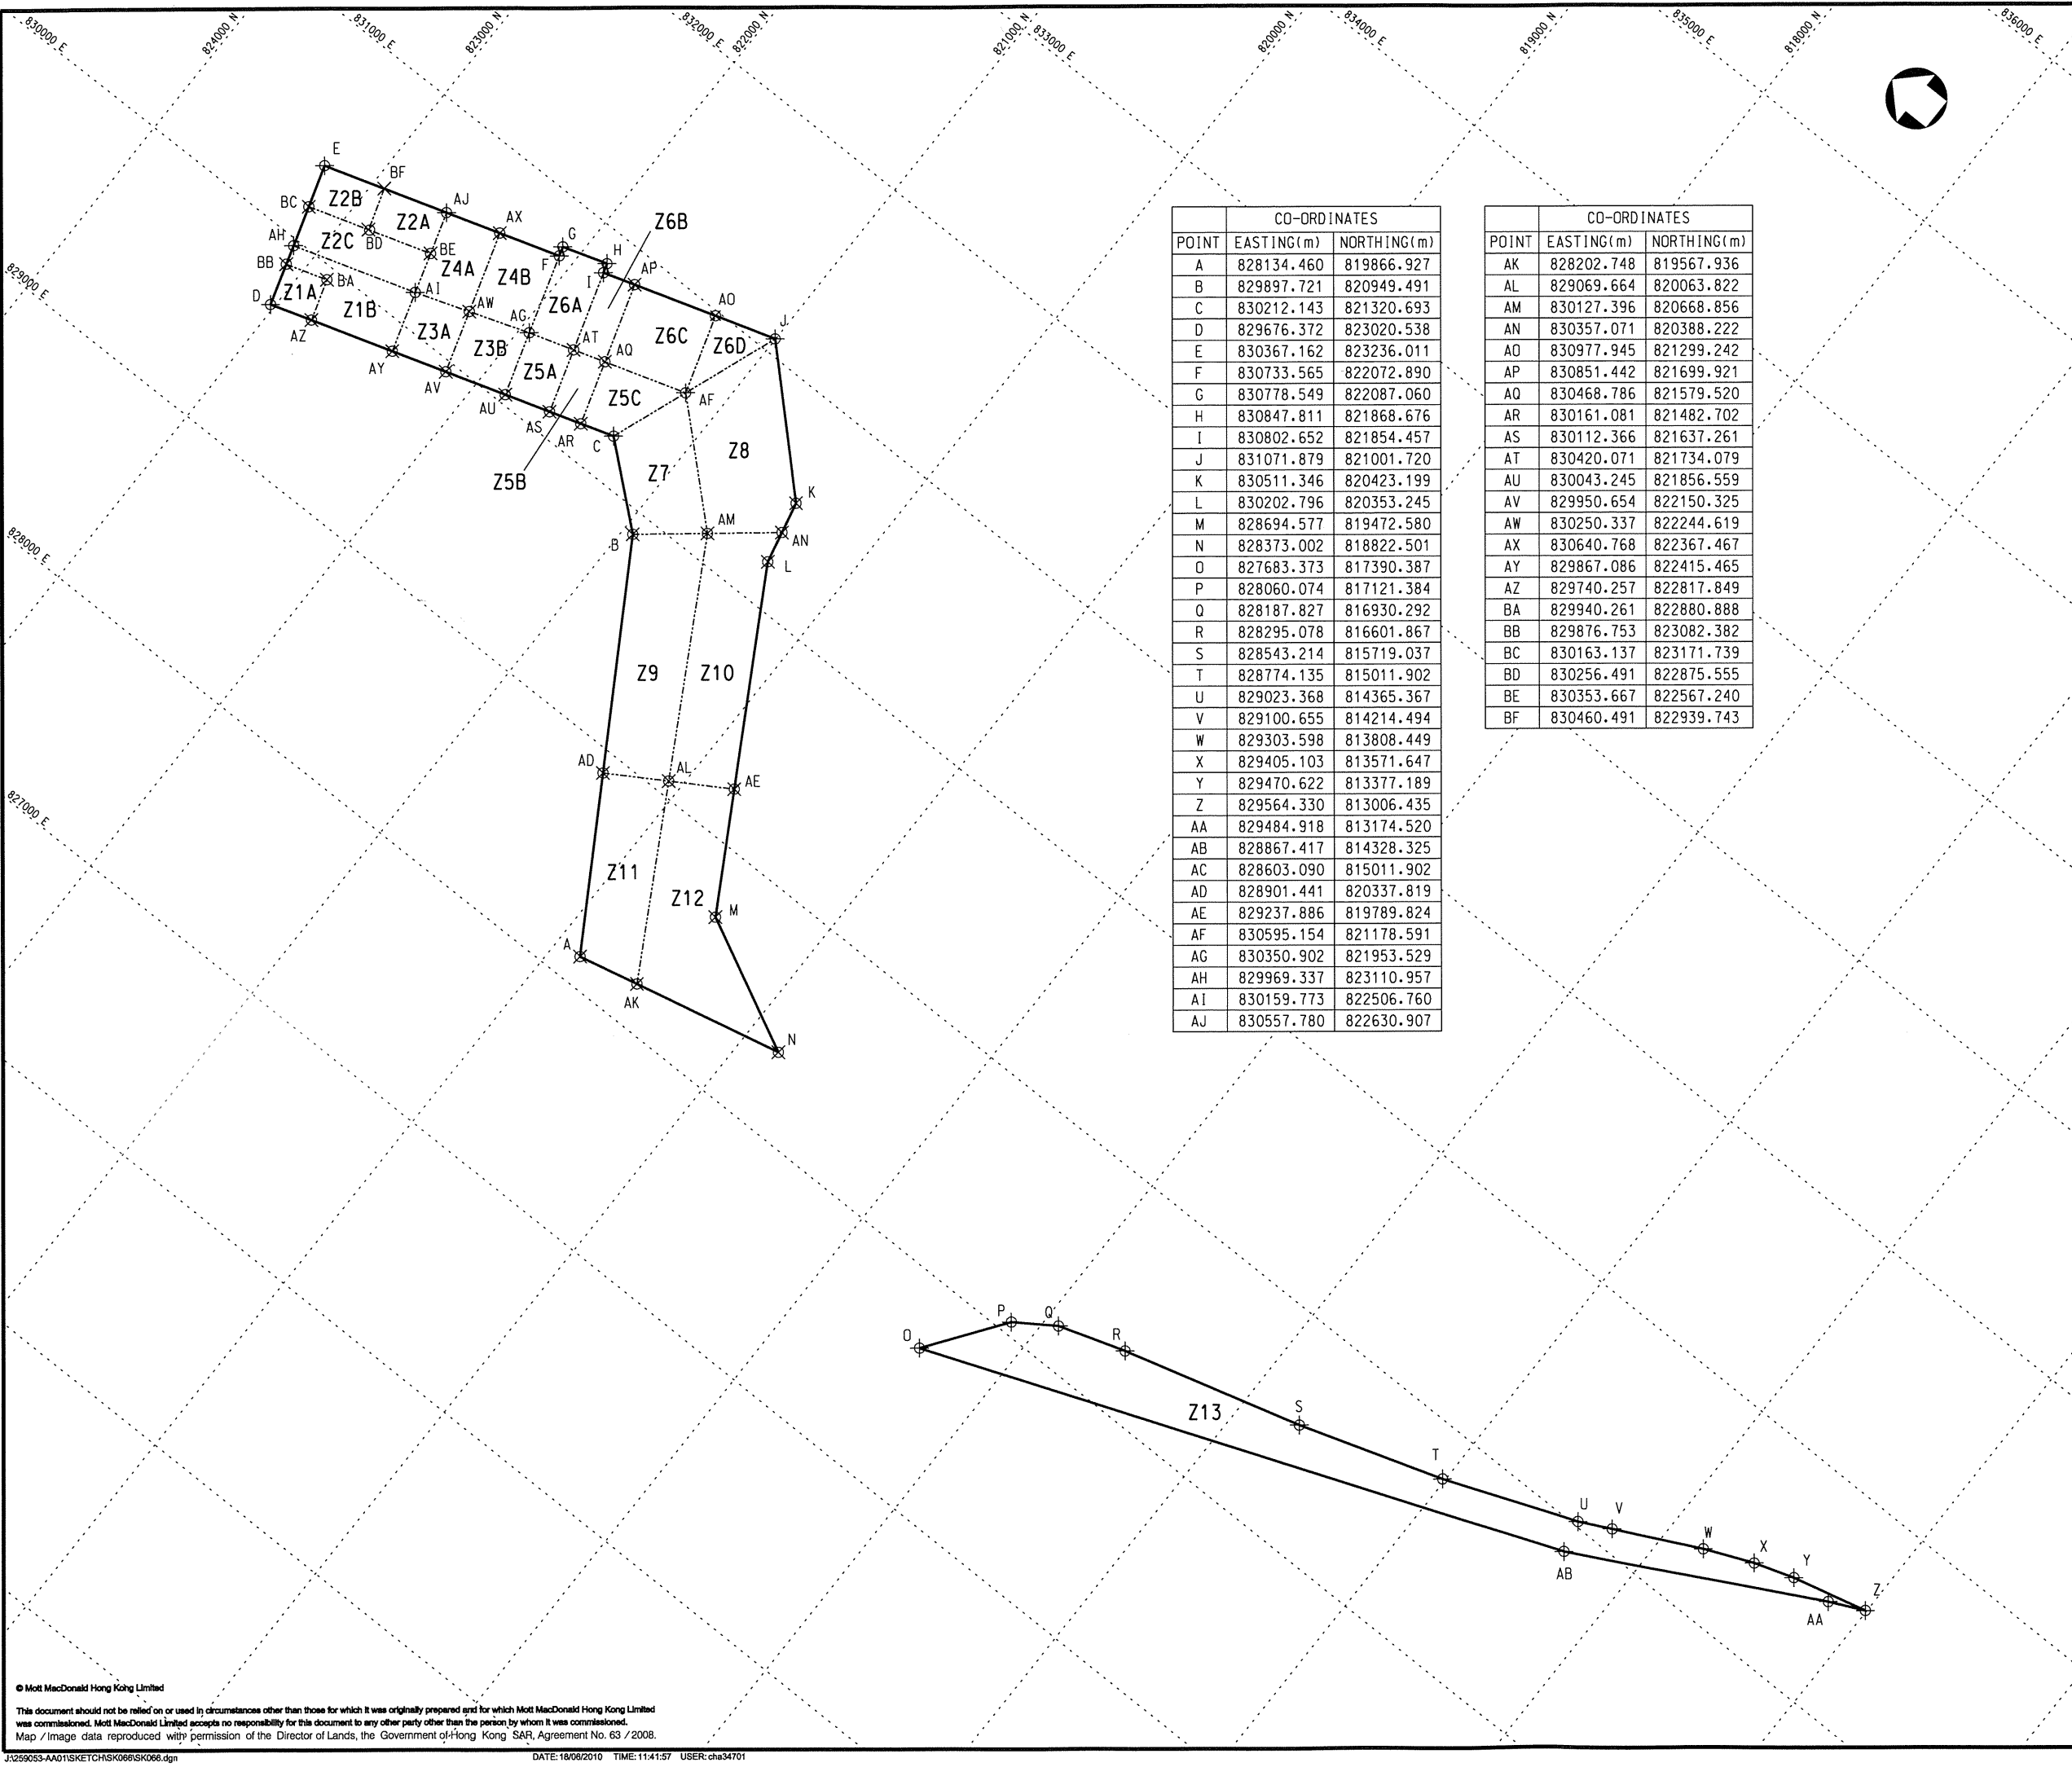 830000 E
824000 N
831000 E
823000 N
832000 E
822000 N
821000 N
833000 E
820000 N
834000 E
819000 N
835000 E
818000 N
836000 E
829000 E
828000 E
827000 E
E
BF
Z2B
BC
AJ
Z2A
AX
Z6B
AH
Z2C
BD
BE
G
F
H
BB
BA
Z4A
Z4B
I
AP
D
Z1A
Z1B
AI
AW
Z6A
AO
AZ
Z3A
AG
AT
Z6C
J
Z3B
AQ
Z6D
AY
AV
Z5A
AU
Z5C
AF
AS
AR
C
Z8
Z7
Z5B
K
AM
B
AN
L
Z9
Z10
AD
AL
AE
Z11
Z12
M
A
AK
N
O
P
Q
R
Z13
S
T
U
V
W
X
Y
Z
AB
AA
CO-ORDINATES
POINT EASTING(m) NORTHING(m)
A 828134.460 819866.927
B 829897.721 820949.491
C 830212.143 821320.693
D 829676.372 823020.538
E 830367.162 823236.011
F 830733.565 822072.890
G 830778.549 822087.060
H 830847.811 821868.676
I 830802.652 821854.457
J 831071.879 821001.720
K 830511.346 820423.199
L 830202.796 820353.245
M 828694.577 819472.580
N 828373.002 818822.501
O 827683.373 817390.387
P 828060.074 817121.384
Q 828187.827 816930.292
R 828295.078 816601.867
S 828543.214 815719.037
T 828774.135 815011.902
U 829023.368 814365.367
V 829100.655 814214.494
W 829303.598 813808.449
X 829405.103 813571.647
Y 829470.622 813377.189
Z 829564.330 813006.435
AA 829484.918 813174.520
AB 828867.417 814328.325
AC 828603.090 815011.902
AD 828901.441 820337.819
AE 829237.886 819789.824
AF 830595.154 821178.591
AG 830350.902 821953.529
AH 829969.337 823110.957
AI 830159.773 822506.760
AJ 830557.780 822630.907
CO-ORDINATES
POINT EASTING(m) NORTHING(m)
AK 828202.748 819567.936
AL 829069.664 820063.822
AM 830127.396 820668.856
AN 830357.071 820388.222
AO 830977.945 821299.242
AP 830851.442 821699.921
AQ 830468.786 821579.520
AR 830161.081 821482.702
AS 830112.366 821637.261
AT 830420.071 821734.079
AU 830043.245 821856.559
AV 829950.654 822150.325
AW 830250.337 822244.619
AX 830640.768 822367.467
AY 829867.086 822415.465
AZ 829740.257 822817.849
BA 829940.261 822880.888
BB 829876.753 823082.382
BC 830163.137 823171.739
BD 830256.491 822875.555
BE 830353.667 822567.240
BF 830460.491 822939.743
© Mott MacDonald Hong Kong Limited
This document should not be relied on or used in circumstances other than those for which it was originally prepared and for which Mott MacDonald Hong Kong Limited
was commissioned. Mott MacDonald Limited accepts no responsibility for this document to any other party other than the person by whom it was commissioned.
Map / Image data reproduced with permission of the Director of Lands, the Government of Hong Kong SAR, Agreement No. 63 / 2008.
J:\259053-AA01\SKETCH\SK066\SK066.dgn DATE: 18/06/2010 TIME: 11:41:57 USER: cha34701